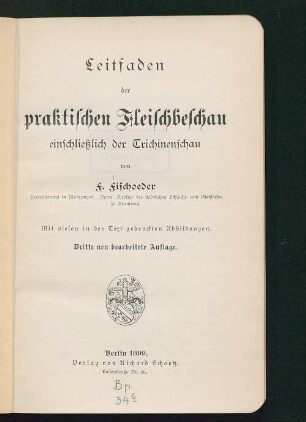 Leitfaden
der
praktischen Fleischbeschau
einschließlich der Trichinenschau
von
F. Fischoeder
Mit vielen in den Text gedruckten Abbildungen.
Dritte neu bearbeitete Auflage.
Berlin 1899.
Verlag von Richard Schoetz
Bp.
34c